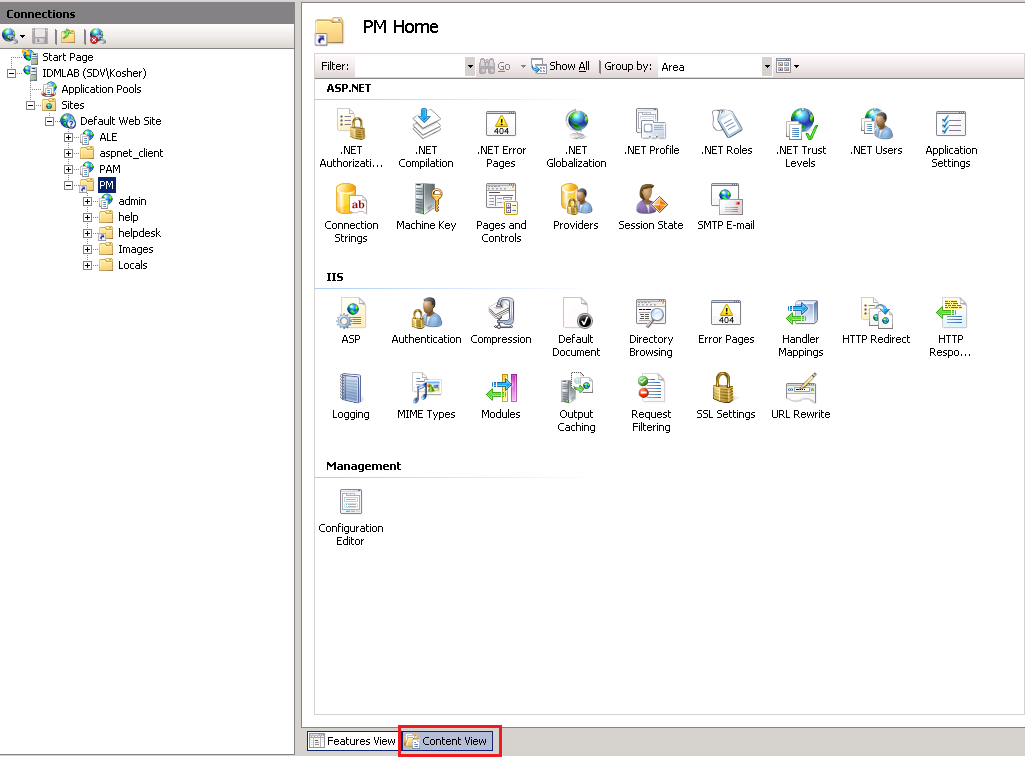 Connections
Start Page
IDMLAB (SDV\Kosher)
Application Pools
Sites
Default Web Site
ALE
aspnet_client
PAM
PM
admin
help
helpdesk
Images
Locals
PM Home
Filter: Go Show All Group by: Area
ASP.NET
.NET Authorizati...
.NET Compilation
404
.NET Error Pages
.NET Globalization
.NET Profile
.NET Roles
.NET Trust Levels
.NET Users
Application Settings
ab
Connection Strings
Machine Key
Pages and Controls
Providers
Session State
SMTP E-mail
IIS
ASP
Authentication
Compression
Default Document
Directory Browsing
404
Error Pages
Handler Mappings
HTTP Redirect
HTTP Respo...
Logging
MIME Types
Modules
Output Caching
Request Filtering
SSL Settings
URL Rewrite
Management
Configuration Editor
Features View
Content View